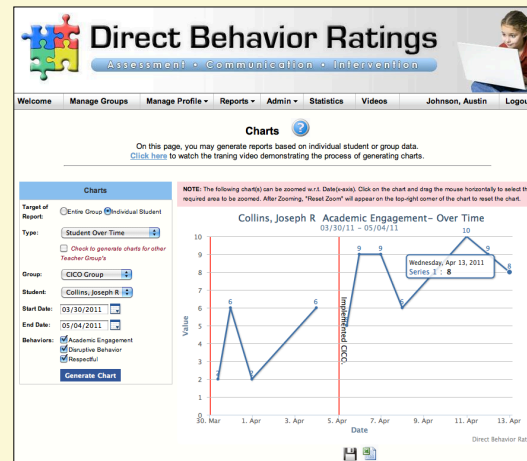 Direct Behavior Ratings
Assessment • Communication • Intervention
Welcome Manage Groups Manage Profile Reports Admin Statistics Videos Johnson, Austin Logou
Charts
On this page, you may generate reports based on individual student or group data.
Click here to watch the traning video demonstrating the process of generating charts.
Charts
Target of Report: Entire Group Individual Student
Type: Student Over Time
Check to generate charts for other Teacher Group's
Group: CICO Group
Student: Collins, Joseph R
Start Date: 03/30/2011
End Date: 05/04/2011
Behaviors: Academic Engagement
Disruptive Behavior
Respectful
Generate Chart
NOTE: The following chart(s) can be zoomed w.r.t. Date(x-axis). Click on the chart and drag the mouse horizontally to select th
required area to be zoomed. After Zooming, "Reset Zoom" will appear on the top-right corner of the chart to reset the chart.
Collins, Joseph R Academic Engagement- Over Time
03/30/11 - 05/04/11
Value
10
9
8
7
6
5
4
3
2
1
0
2 6 2 6 9 9 6 10 9 8
Implemented CICO.
Wednesday, Apr 13, 2011
Series 1 : 8
30. Mar 1. Apr 3. Apr 5. Apr 7. Apr 9. Apr 11. Apr 13. Apr
Date
Direct Behavior Rat